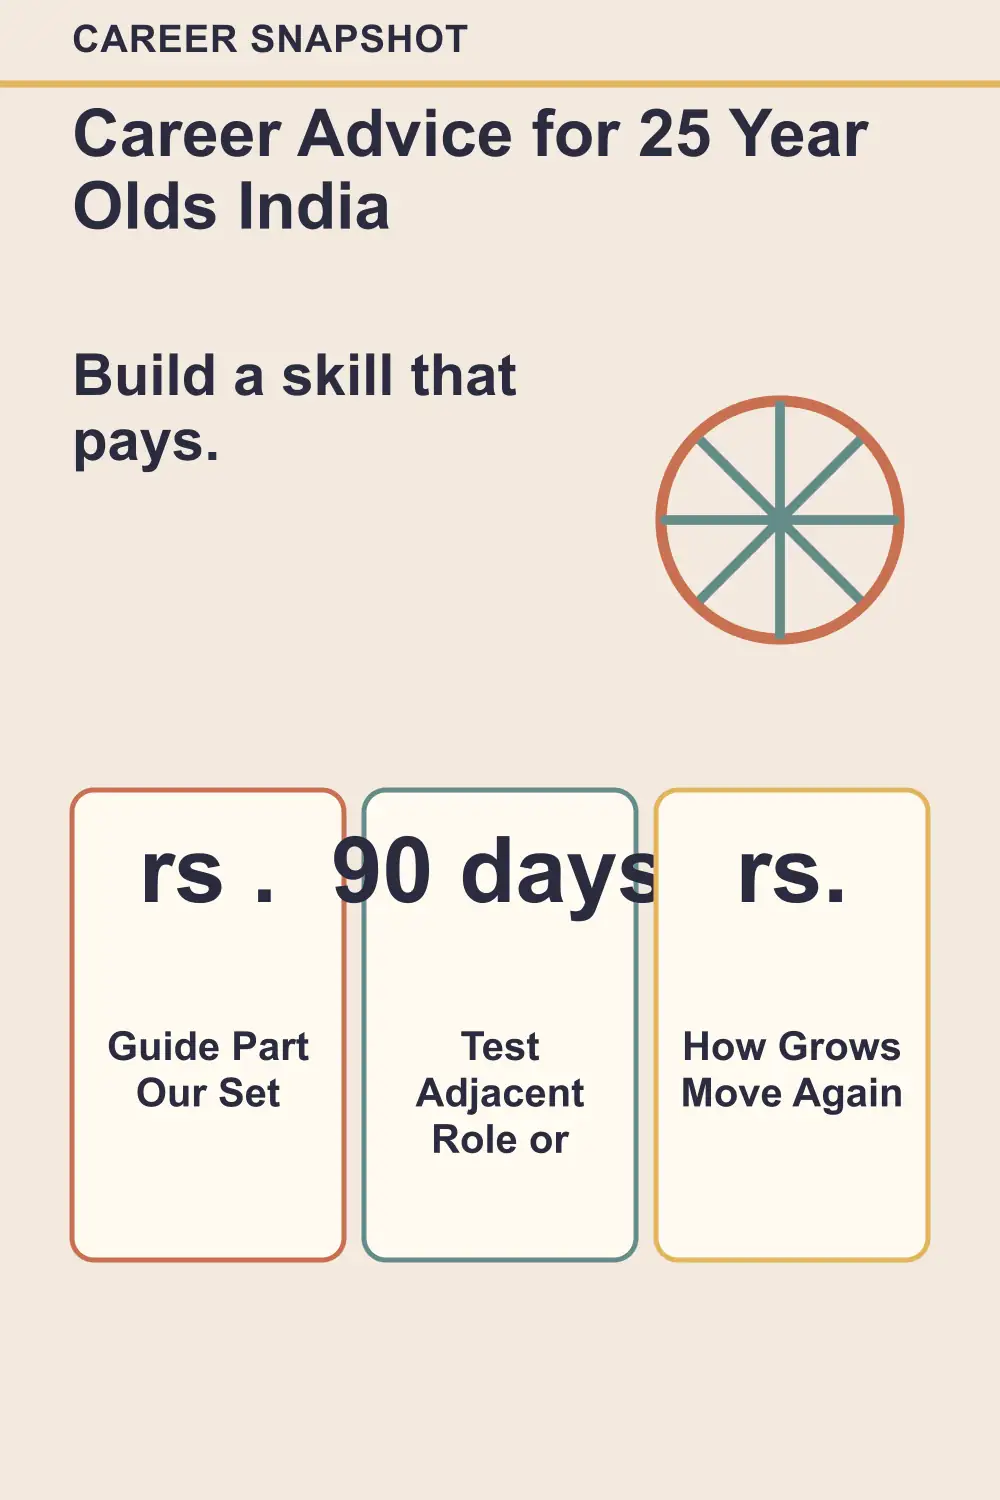 CAREER SNAPSHOT
Career Advice for 25 Year
Olds India
Build a skill that
pays.
rs .
90 days
rs.
Guide Part
Our Set
Test
Adjacent
Role or
How Grows
Move Again